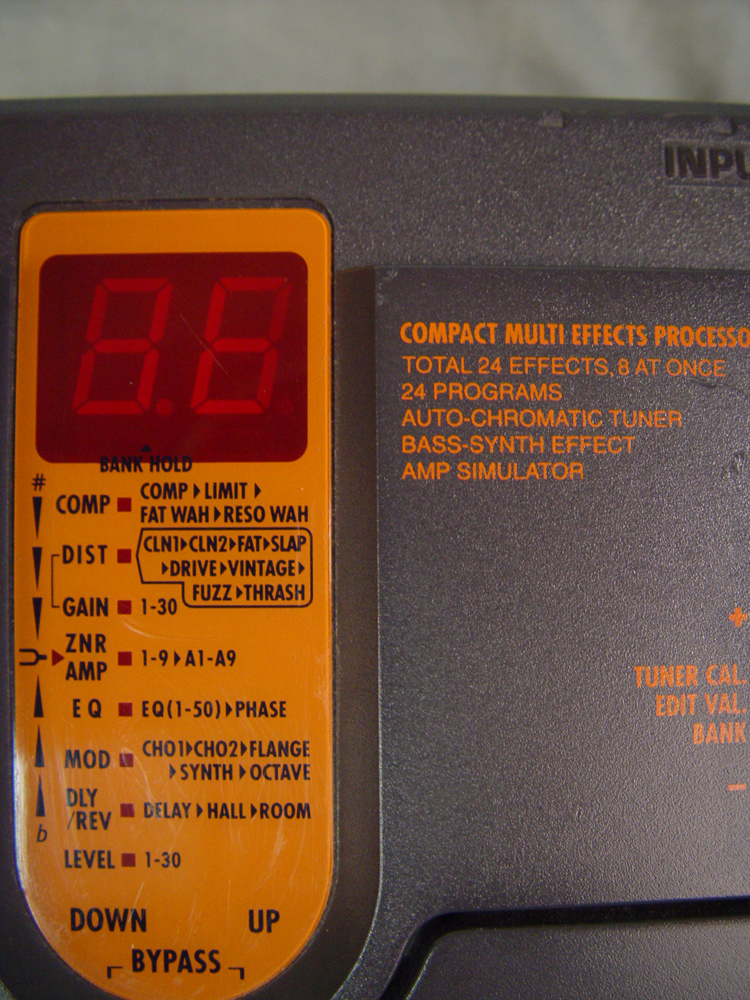 INPU
8.8.
COMPACT MULTI EFFECTS PROCESSO
TOTAL 24 EFFECTS, 8 AT ONCE
24 PROGRAMS
AUTO-CHROMATIC TUNER
BASS-SYNTH EFFECT
AMP SIMULATOR
BANK HOLD
#
COMP COMP LIMIT
FAT WAH RESO WAH
DIST CLN1 CLN2 FAT SLAP
DRIVE VINTAGE
FUZZ THRASH
GAIN 1-30
ZNR
AMP 1-9 A1-A9
EQ EQ(1-50) PHASE
MOD CHO1 CHO2 FLANGE
SYNTH OCTAVE
DLY
/REV DELAY HALL ROOM
b
LEVEL 1-30
DOWN UP
BYPASS
+
TUNER CAL.
EDIT VAL.
BANK
−